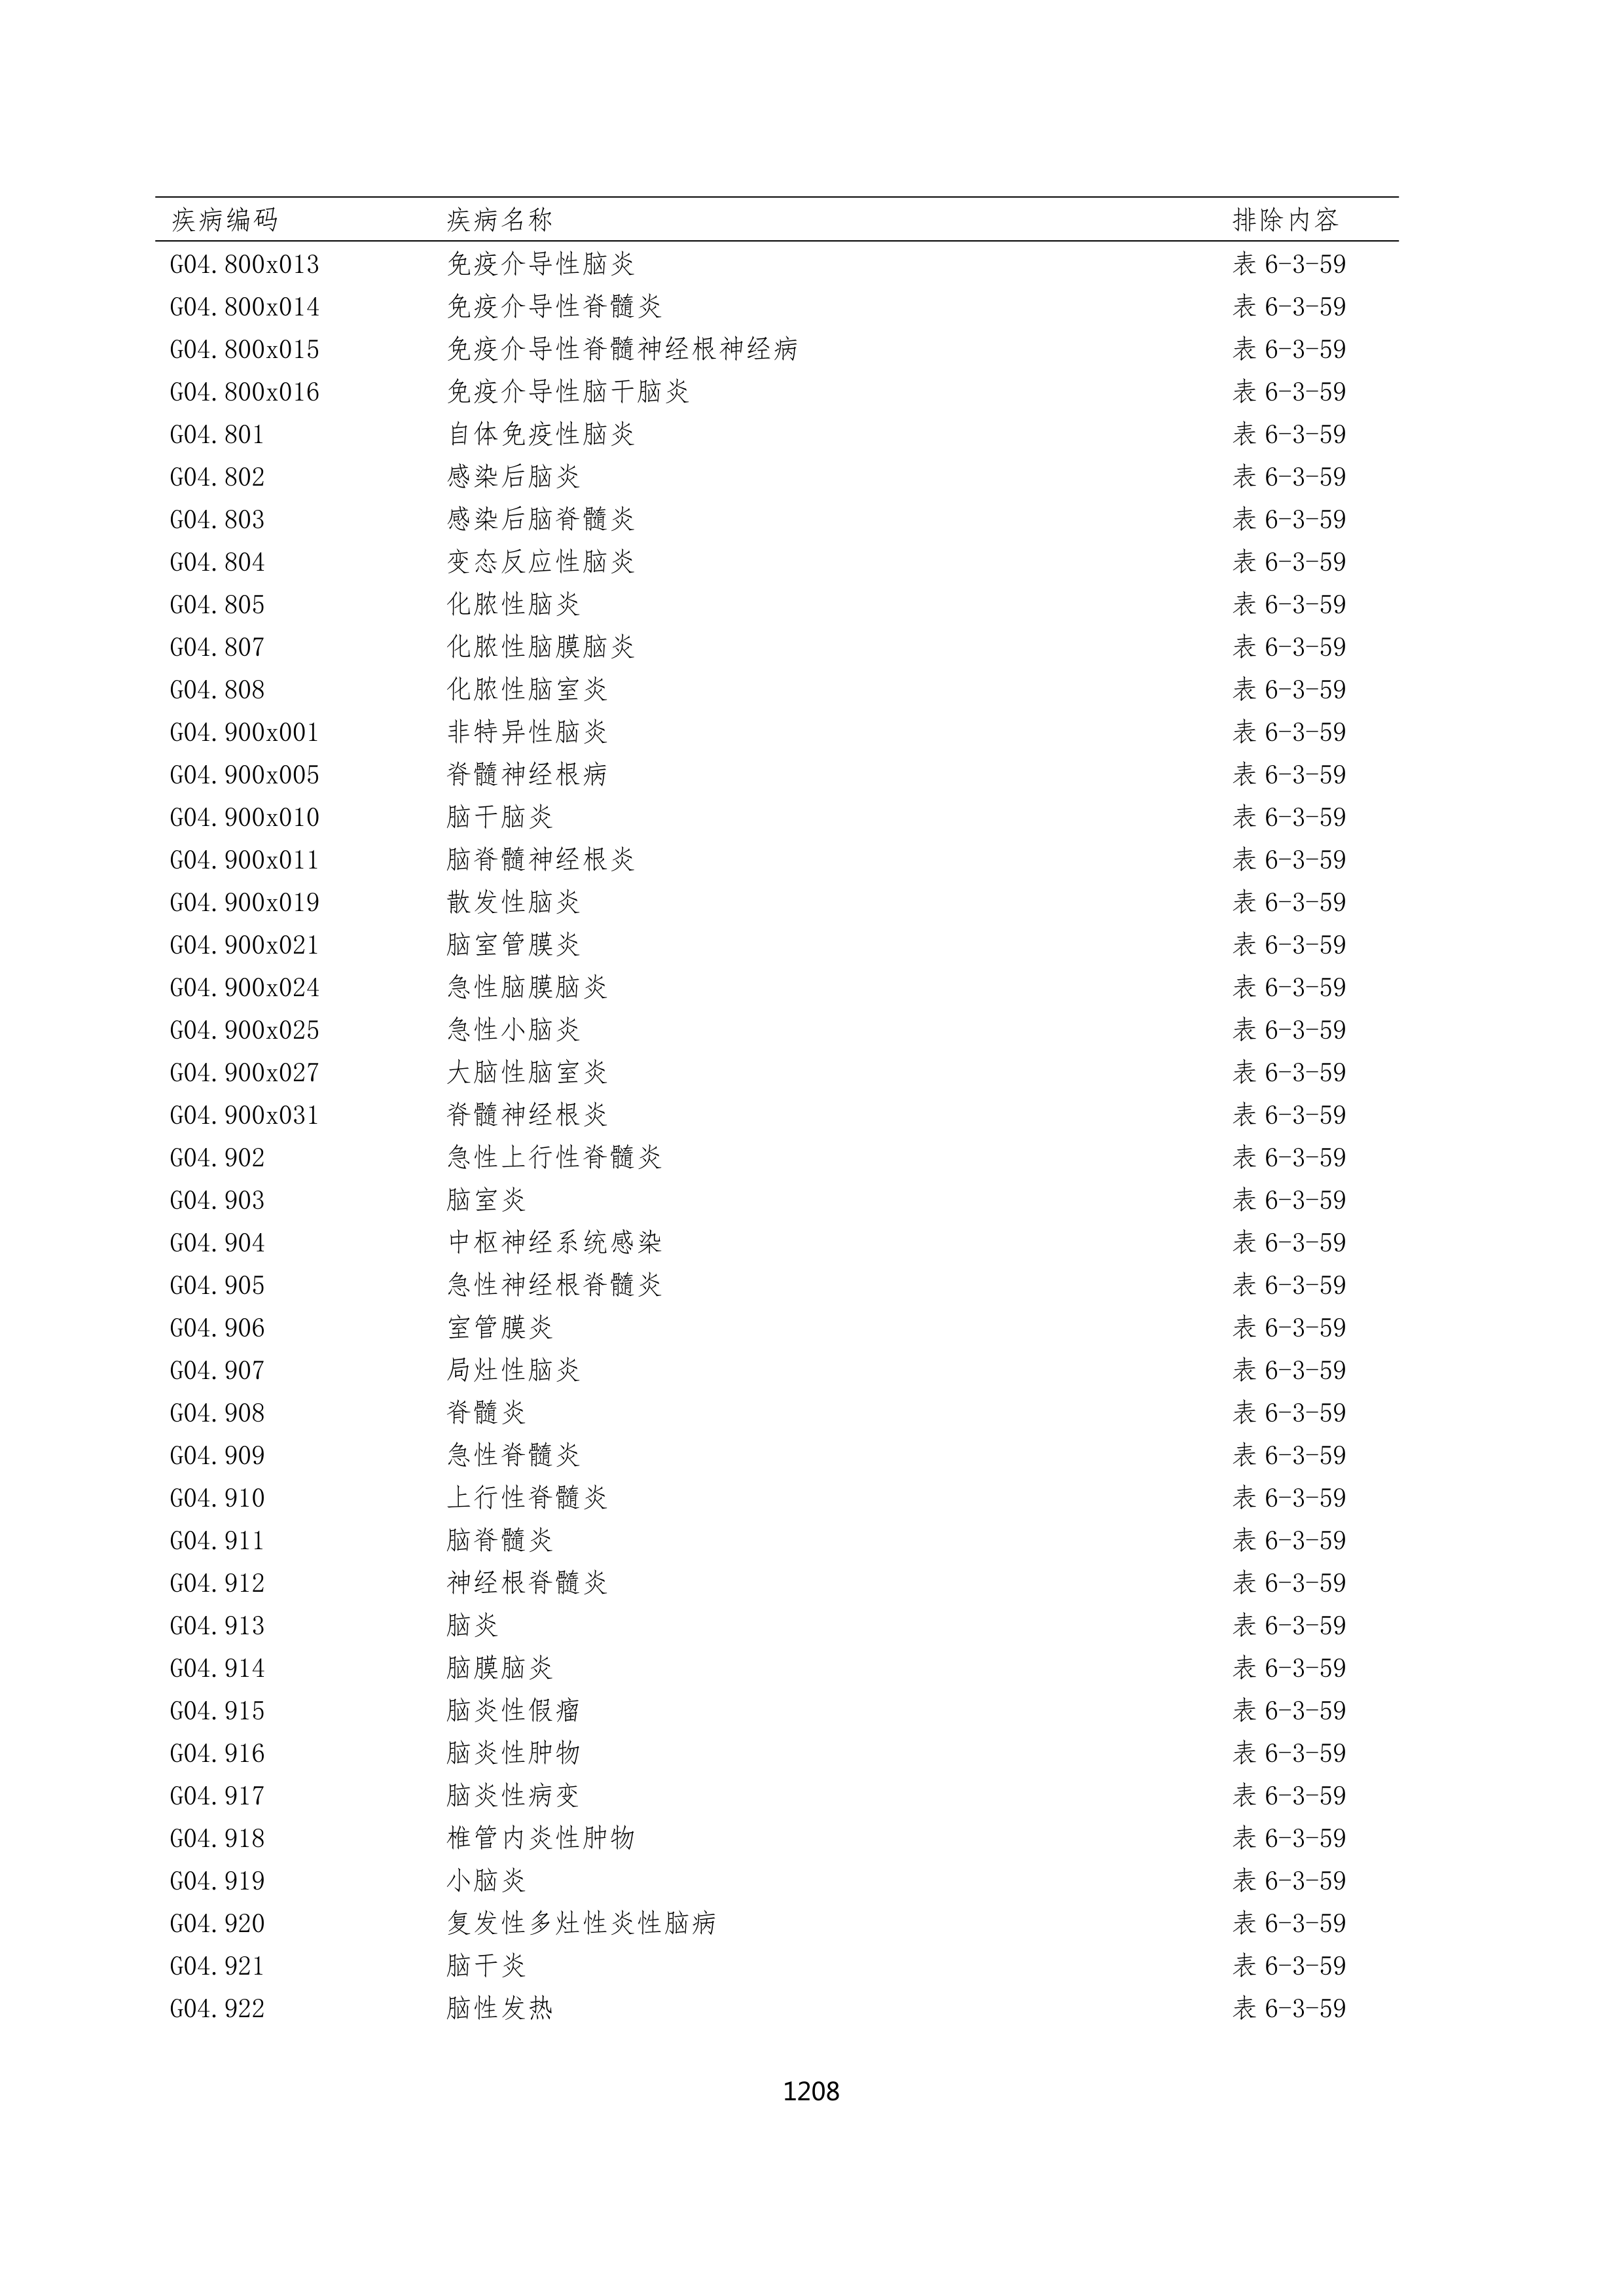 疾病编码 疾病名称 排除内容
G04.800x013 免疫介导性脑炎 表 6-3-59
G04.800x014 免疫介导性脊髓炎 表 6-3-59
G04.800x015 免疫介导性脊髓神经根神经病 表 6-3-59
G04.800x016 免疫介导性脑干脑炎 表 6-3-59
G04.801 自体免疫性脑炎 表 6-3-59
G04.802 感染后脑炎 表 6-3-59
G04.803 感染后脑脊髓炎 表 6-3-59
G04.804 变态反应性脑炎 表 6-3-59
G04.805 化脓性脑炎 表 6-3-59
G04.807 化脓性脑膜脑炎 表 6-3-59
G04.808 化脓性脑室炎 表 6-3-59
G04.900x001 非特异性脑炎 表 6-3-59
G04.900x005 脊髓神经根病 表 6-3-59
G04.900x010 脑干脑炎 表 6-3-59
G04.900x011 脑脊髓神经根炎 表 6-3-59
G04.900x019 散发性脑炎 表 6-3-59
G04.900x021 脑室管膜炎 表 6-3-59
G04.900x024 急性脑膜脑炎 表 6-3-59
G04.900x025 急性小脑炎 表 6-3-59
G04.900x027 大脑性脑室炎 表 6-3-59
G04.900x031 脊髓神经根炎 表 6-3-59
G04.902 急性上行性脊髓炎 表 6-3-59
G04.903 脑室炎 表 6-3-59
G04.904 中枢神经系统感染 表 6-3-59
G04.905 急性神经根脊髓炎 表 6-3-59
G04.906 室管膜炎 表 6-3-59
G04.907 局灶性脑炎 表 6-3-59
G04.908 脊髓炎 表 6-3-59
G04.909 急性脊髓炎 表 6-3-59
G04.910 上行性脊髓炎 表 6-3-59
G04.911 脑脊髓炎 表 6-3-59
G04.912 神经根脊髓炎 表 6-3-59
G04.913 脑炎 表 6-3-59
G04.914 脑膜脑炎 表 6-3-59
G04.915 脑炎性假瘤 表 6-3-59
G04.916 脑炎性肿物 表 6-3-59
G04.917 脑炎性病变 表 6-3-59
G04.918 椎管内炎性肿物 表 6-3-59
G04.919 小脑炎 表 6-3-59
G04.920 复发性多灶性炎性脑病 表 6-3-59
G04.921 脑干炎 表 6-3-59
G04.922 脑性发热 表 6-3-59
1208